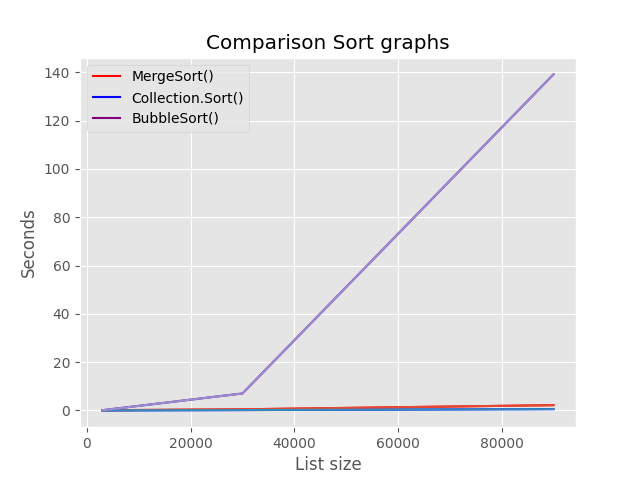 Comparison Sort graphs
MergeSort()
Collection.Sort()
BubbleSort()
Seconds
140
120
100
80
60
40
20
0
0 20000 40000 60000 80000
List size